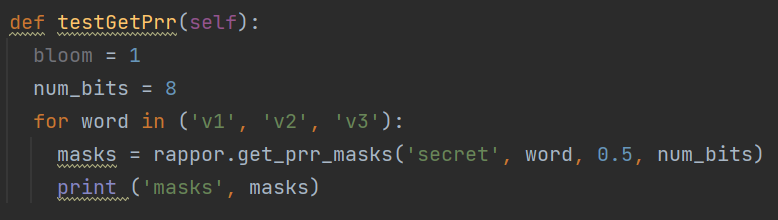 def testGetPrr(self):
  bloom = 1
  num_bits = 8
  for word in ('v1', 'v2', 'v3'):
    masks = rappor.get_prr_masks('secret', word, 0.5, num_bits)
    print ('masks', masks)